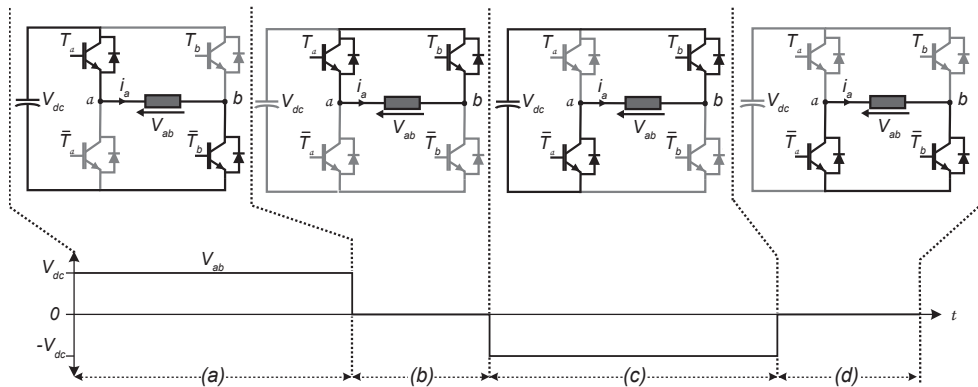 T_a T_b T_a T_b T_a T_b T_a T_b
V_dc a i_a b V_dc a i_a b V_dc a i_a b V_dc a i_a b
V_ab V_ab V_ab V_ab
T̄_a T̄_b T̄_a T̄_b T̄_a T̄_b T̄_a T̄_b
V_dc V_ab
0 t
-V_dc
(a) (b) (c) (d)